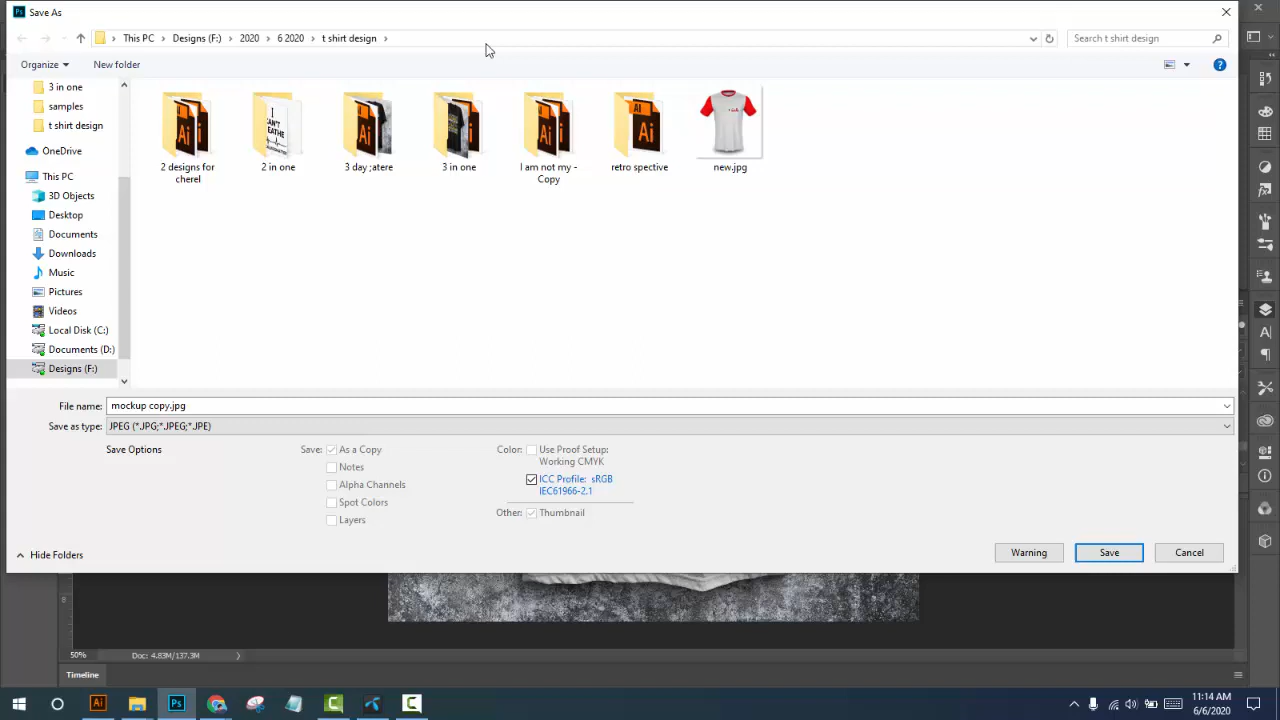 Ps Save As
This PC > Designs (F:) > 2020 > 6 2020 > t shirt design >
Search t shirt design
Organize
New folder
3 in one
samples
t shirt design
OneDrive
This PC
3D Objects
Desktop
Documents
Downloads
Music
Pictures
Videos
Local Disk (C:)
Documents (D:)
Designs (F:)
2 designs for
cherel
2 in one
3 day ;atere
3 in one
I am not my -
Copy
retro spective
new.jpg
File name: mockup copy.jpg
Save as type: JPEG (*.JPG;*.JPEG;*.JPE)
Save Options
Save: As a Copy
Notes
Alpha Channels
Spot Colors
Layers
Color: Use Proof Setup:
Working CMYK
ICC Profile: sRGB
IEC61966-2.1
Other: Thumbnail
Hide Folders
Warning
Save
Cancel
50%
Doc: 4.83M/137.3M
Timeline
11:14 AM
6/6/2020